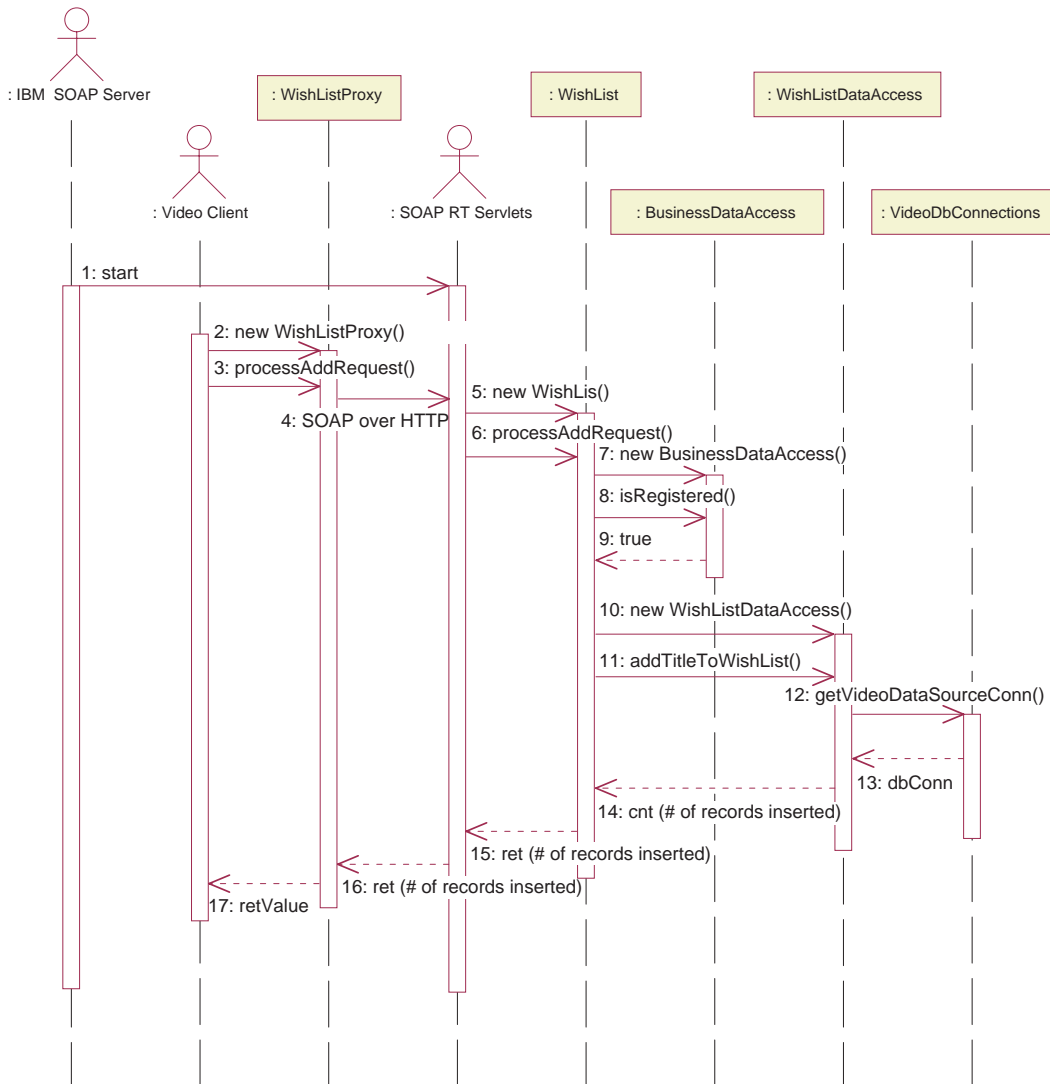 : IBM SOAP Server
: WishListProxy
: WishList
: WishListDataAccess
: Video Client
: SOAP RT Servlets
: BusinessDataAccess
: VideoDbConnections
1: start
2: new WishListProxy()
3: processAddRequest()
4: SOAP over HTTP
5: new WishLis()
6: processAddRequest()
7: new BusinessDataAccess()
8: isRegistered()
9: true
10: new WishListDataAccess()
11: addTitleToWishList()
12: getVideoDataSourceConn()
13: dbConn
14: cnt (# of records inserted)
15: ret (# of records inserted)
16: ret (# of records inserted)
17: retValue